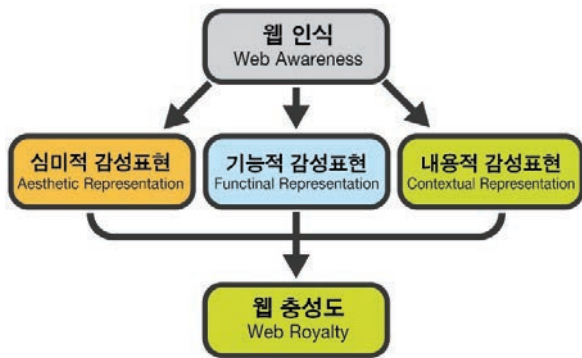 웹 인식
Web Awareness
심미적 감성표현
Aesthetic Representation
기능적 감성표현
Functinal Representation
내용적 감성표현
Contextual Representation
웹 충성도
Web Royalty